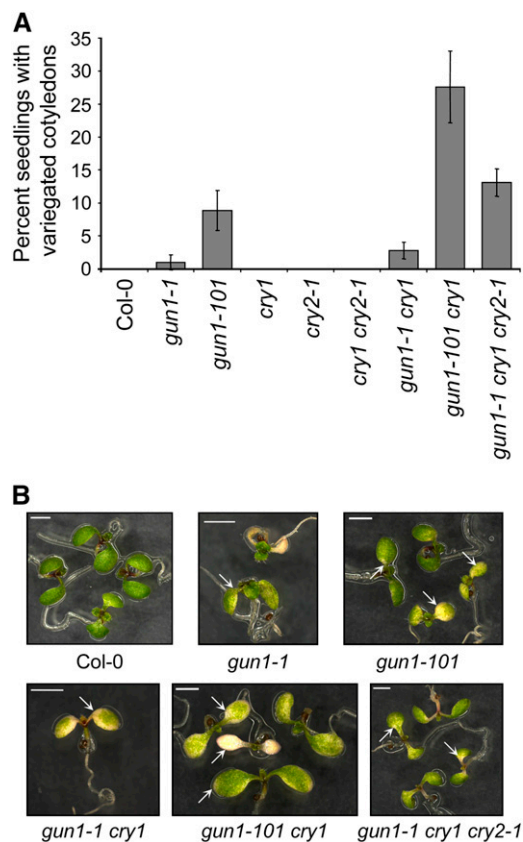 A
Percent seedlings with
variegated cotyledons
35
30
25
20
15
10
5
0
Col-0
gun1-1
gun1-101
cry1
cry2-1
cry1 cry2-1
gun1-1 cry1
gun1-101 cry1
gun1-1 cry1 cry2-1
B
Col-0
gun1-1
gun1-101
gun1-1 cry1
gun1-101 cry1
gun1-1 cry1 cry2-1